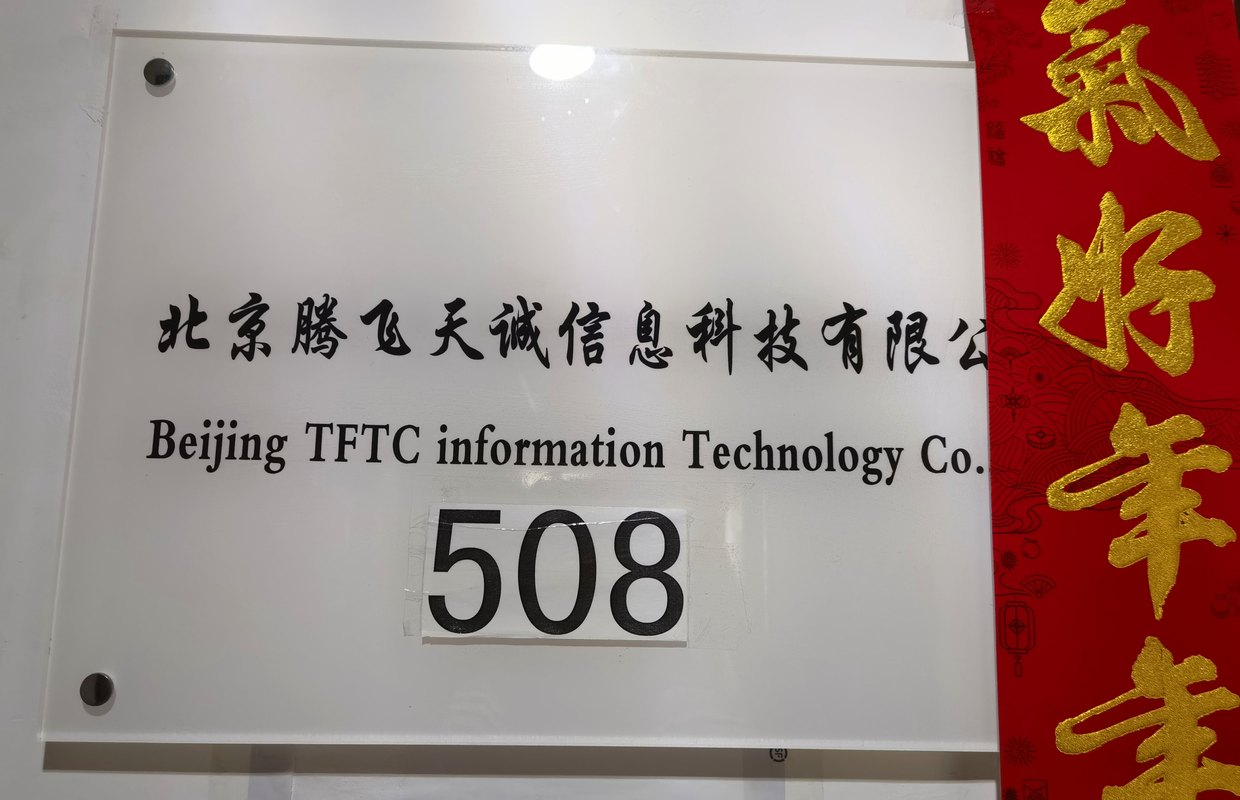 北京腾飞天诚信息科技有限公
Beijing TFTC information Technology Co.
508
氣好年年